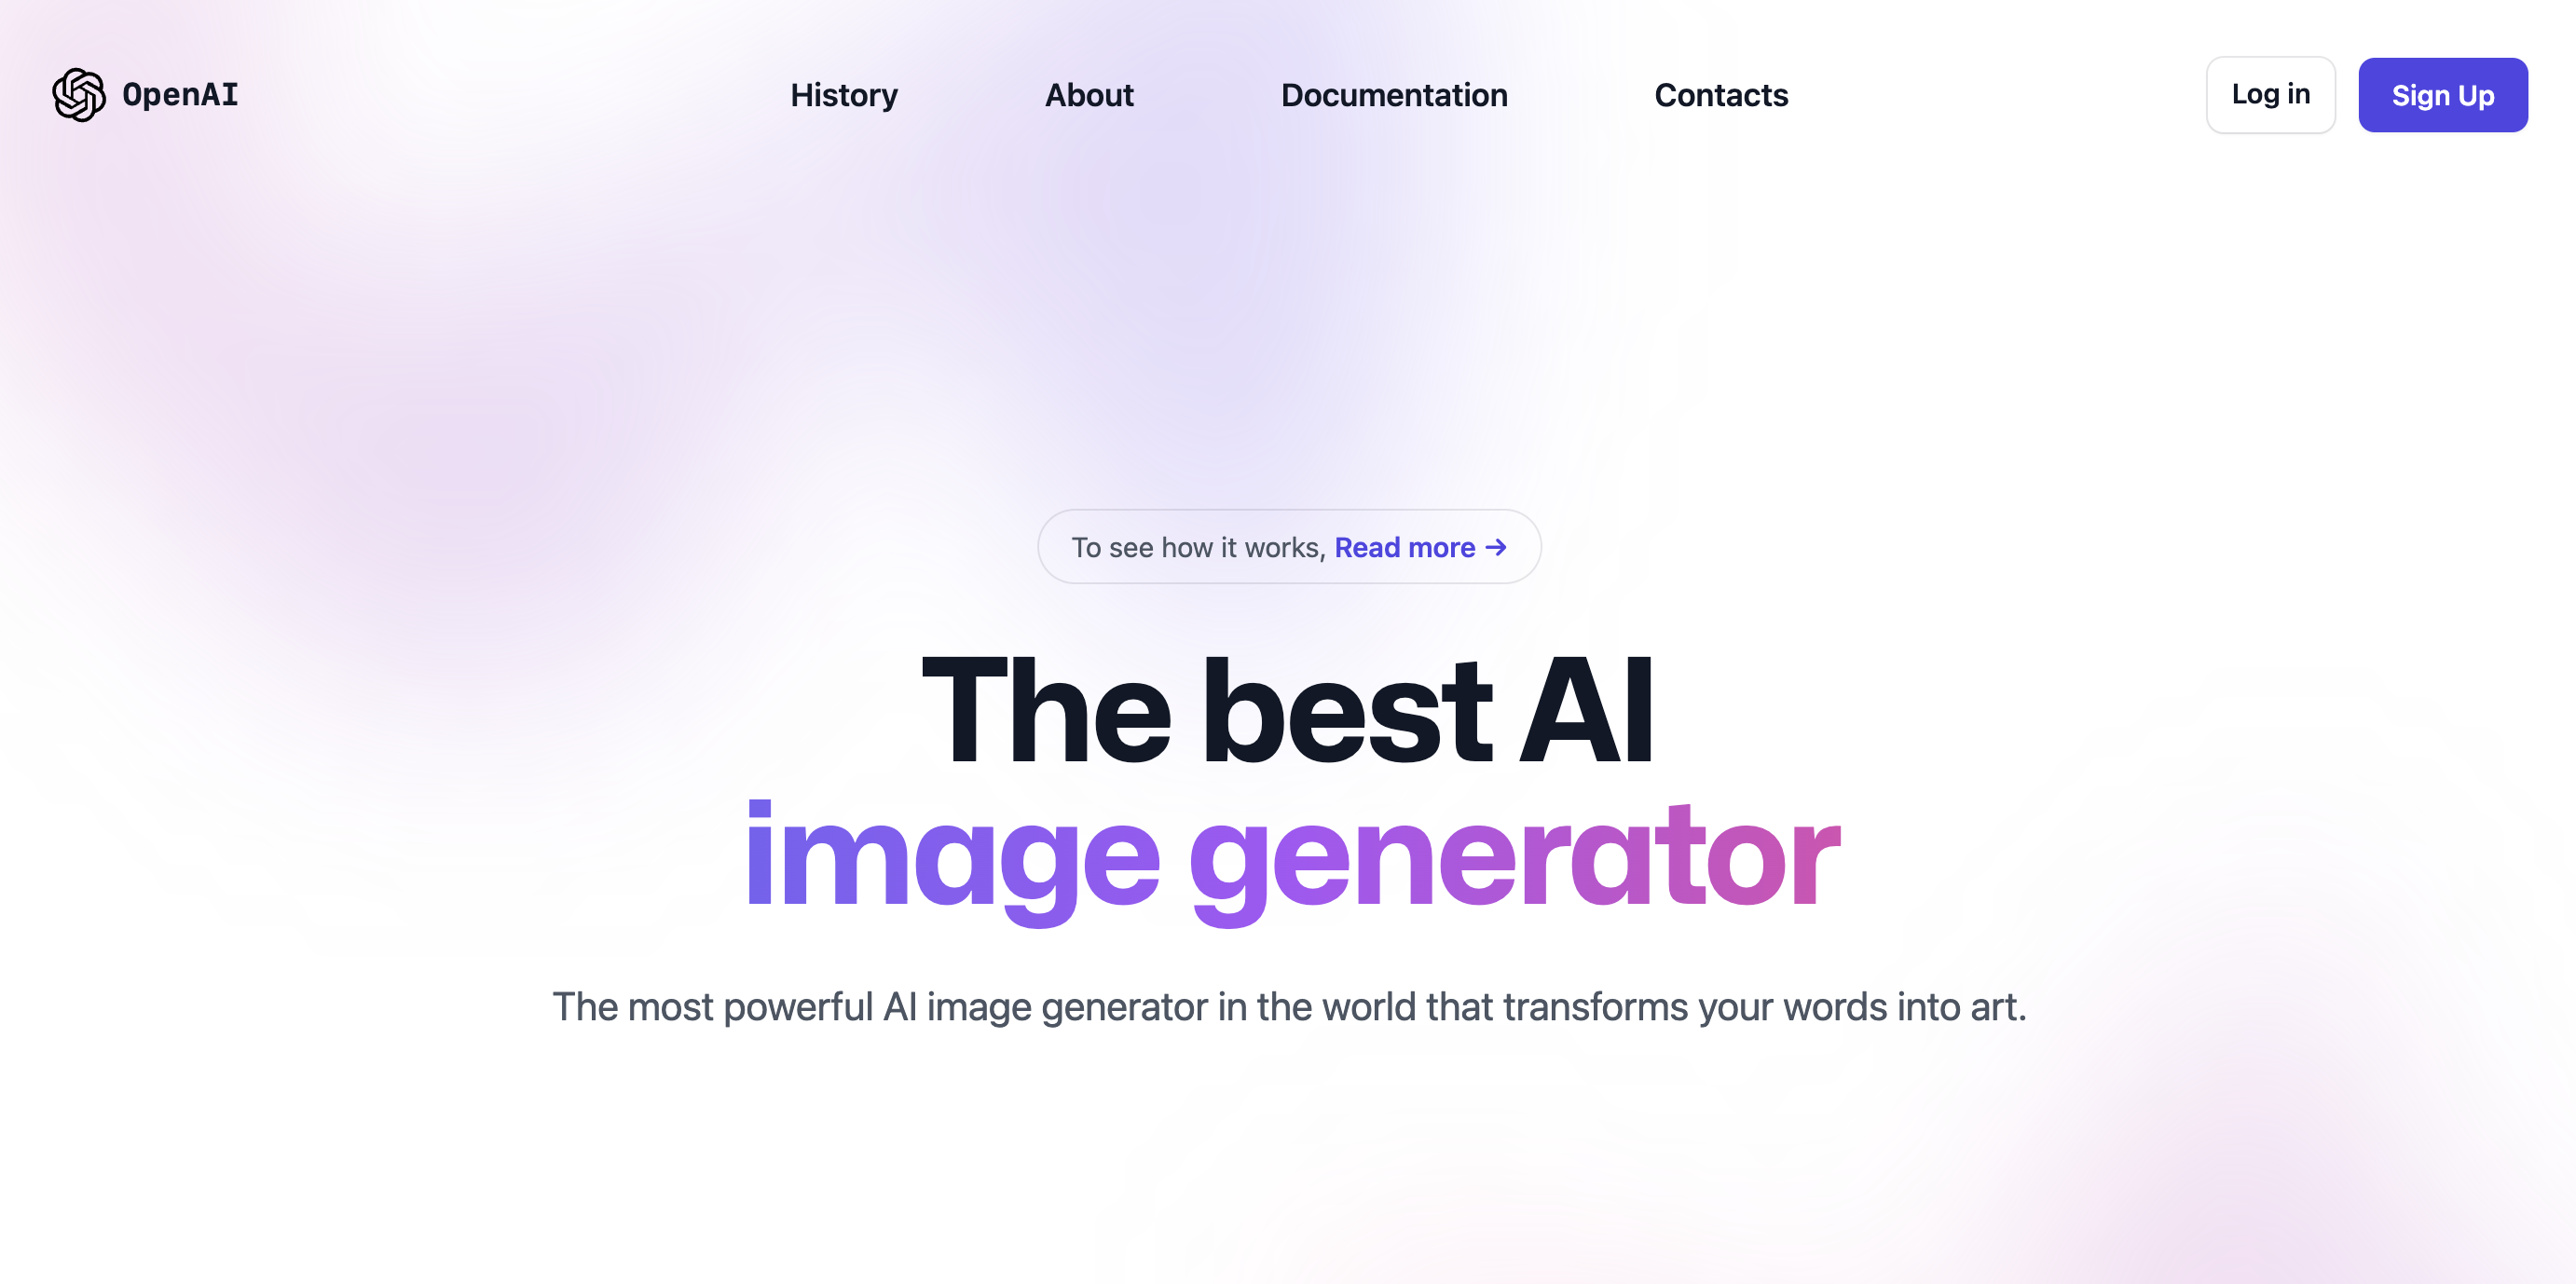 OpenAI
History
About
Documentation
Contacts
Log in
Sign Up
To see how it works, Read more →
The best AI
image generator
The most powerful AI image generator in the world that transforms your words into art.